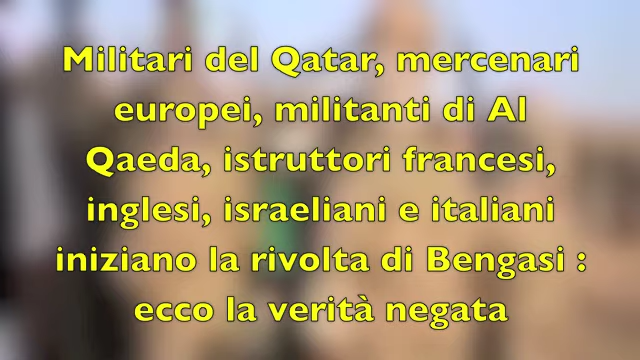 Militari del Qatar, mercenari
europei, militanti di Al
Qaeda, istruttori francesi,
inglesi, israeliani e italiani
iniziano la rivolta di Bengasi :
ecco la verità negata